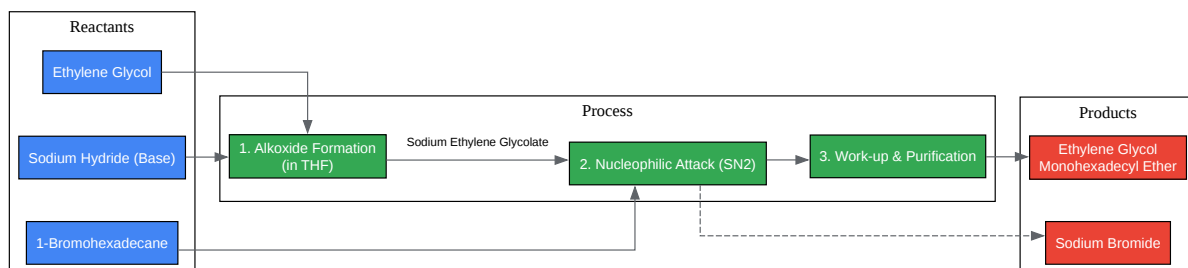 Reactants
Ethylene Glycol
Sodium Hydride (Base)
1-Bromohexadecane
Process
1. Alkoxide Formation
(in THF)
Sodium Ethylene Glycolate
2. Nucleophilic Attack (SN2)
3. Work-up & Purification
Products
Ethylene Glycol
Monohexadecyl Ether
Sodium Bromide